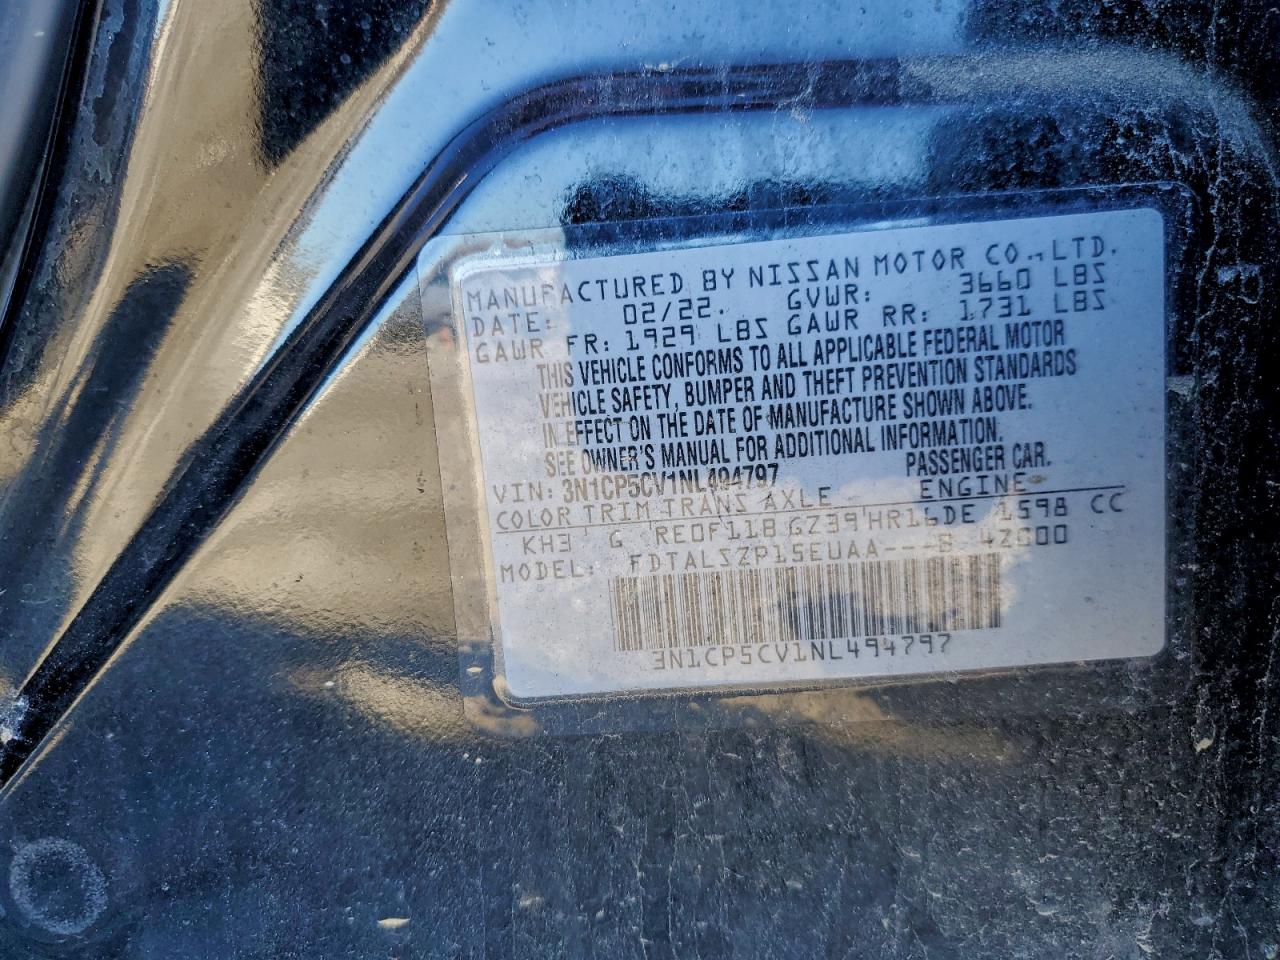 MANUFACTURED BY NISSAN MOTOR CO., LTD.
DATE: 02/22. GVWR: 3660 LBS
GAWR FR: 1929 LBS GAWR RR: 1731 LBS
THIS VEHICLE CONFORMS TO ALL APPLICABLE FEDERAL MOTOR
VEHICLE SAFETY, BUMPER AND THEFT PREVENTION STANDARDS
IN EFFECT ON THE DATE OF MANUFACTURE SHOWN ABOVE.
SEE OWNER'S MANUAL FOR ADDITIONAL INFORMATION.
VIN: 3N1CP5CV1NL494797 PASSENGER CAR.
COLOR TRIM TRANS AXLE ENGINE
KH3 G RE0F11B GZ39 HR16DE 1598 CC
MODEL: FDTALSZP15EUAA----B-
3N1CP5CV1NL494797